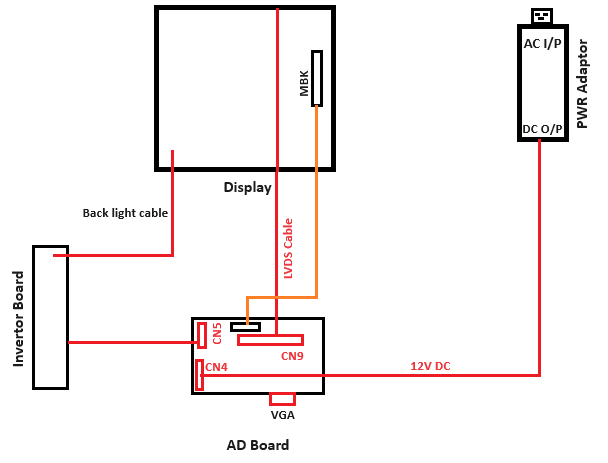 AC I/P
PWR Adaptor
DC O/P
MBK
Display
Back light cable
LVDS Cable
Invertor Board
CN5
CN9
CN4
12V DC
VGA
AD Board